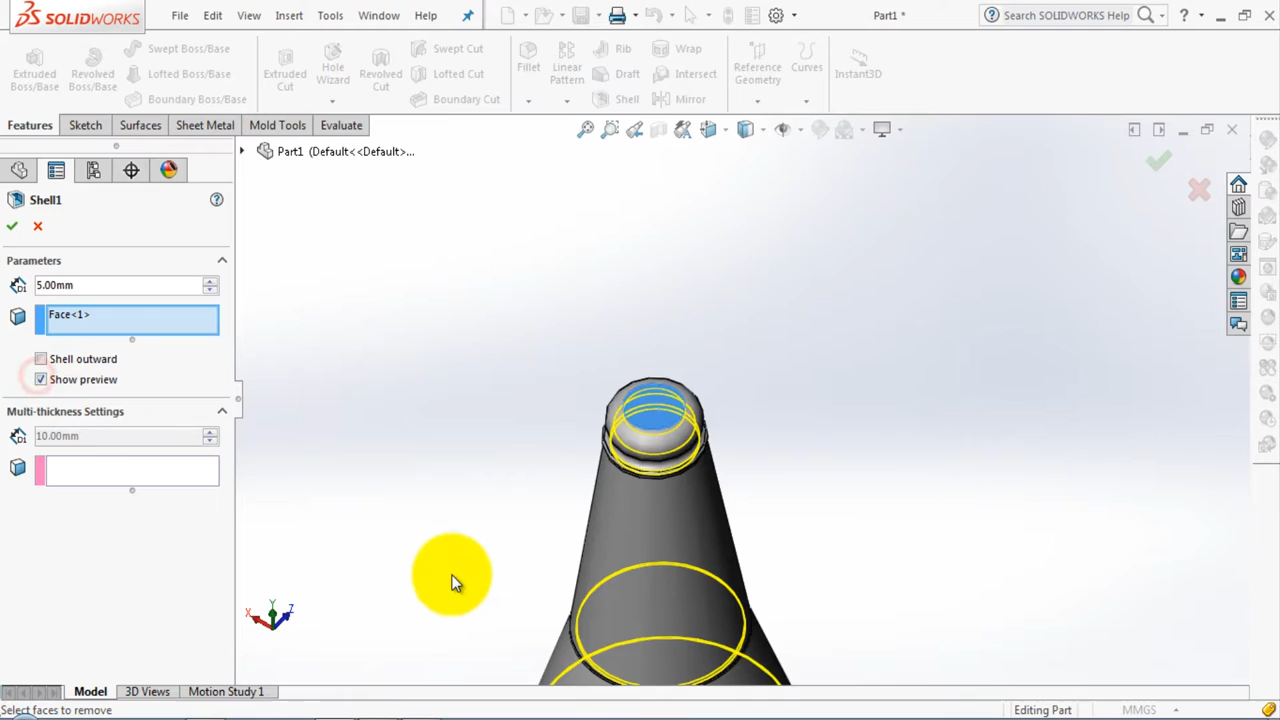 SOLIDWORKS File Edit View Insert Tools Window Help Part1 * Search SOLIDWORKS Help ?
Extruded Boss/Base
Revolved Boss/Base
Swept Boss/Base
Lofted Boss/Base
Boundary Boss/Base
Extruded Cut
Hole Wizard
Revolved Cut
Swept Cut
Lofted Cut
Boundary Cut
Fillet
Linear Pattern
Rib
Draft
Shell
Wrap
Intersect
Mirror
Reference Geometry
Curves
Instant3D
Features Sketch Surfaces Sheet Metal Mold Tools Evaluate
Part1 (Default<<Default>...
Shell1 ?
Parameters
D1 5.00mm
Face<1>
Shell outward
Show preview
Multi-thickness Settings
D1 10.00mm
X Y Z
Model 3D Views Motion Study 1
Select faces to remove Editing Part MMGS